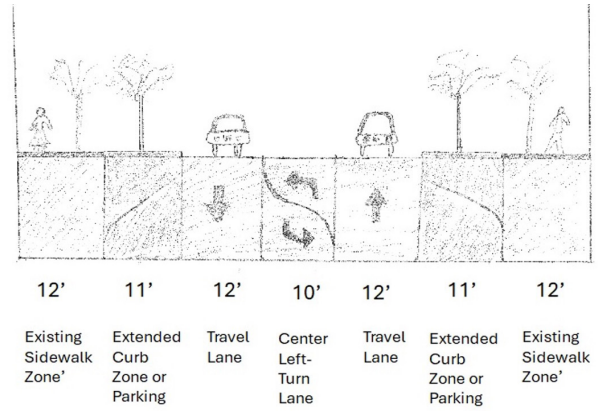 12’ 11’ 12’ 10’ 12’ 11’ 12’
Existing
Sidewalk
Zone’
Extended
Curb
Zone or
Parking
Travel
Lane
Center
Left-
Turn
Lane
Travel
Lane
Extended
Curb
Zone or
Parking
Existing
Sidewalk
Zone’